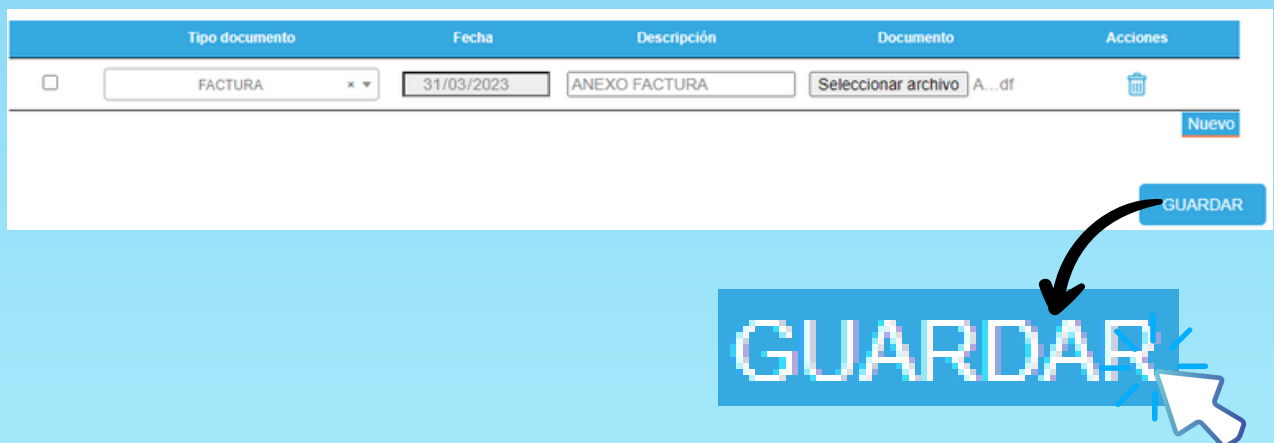 Tipo documento Fecha Descripción Documento Acciones
FACTURA × 31/03/2023 ANEXO FACTURA Seleccionar archivo A...df
Nuevo
GUARDAR
GUARDAR